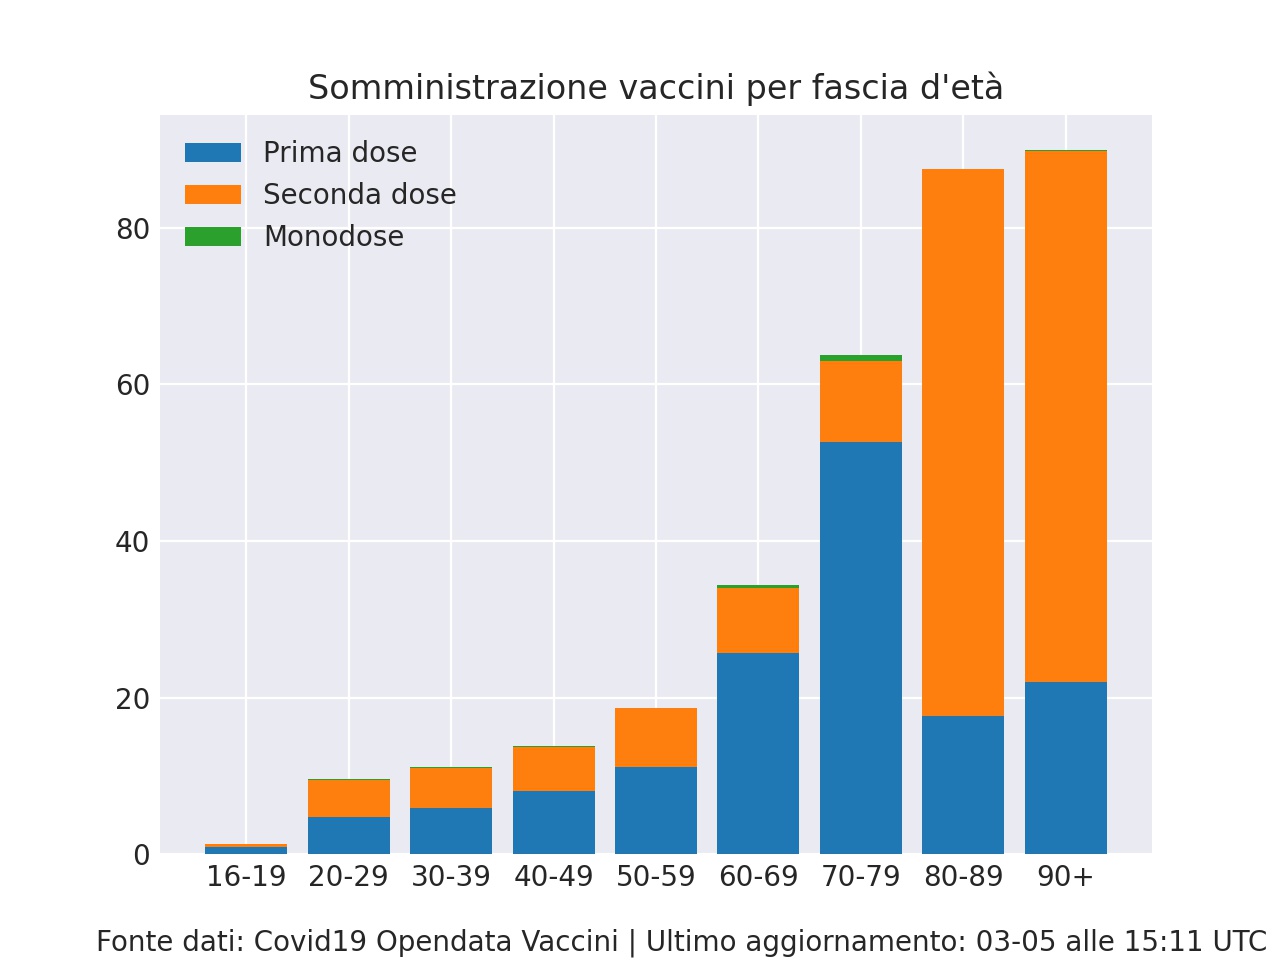 Somministrazione vaccini per fascia d'età
Prima dose
Seconda dose
Monodose
80
60
40
20
0
16-19 20-29 30-39 40-49 50-59 60-69 70-79 80-89 90+
Fonte dati: Covid19 Opendata Vaccini | Ultimo aggiornamento: 03-05 alle 15:11 UTC